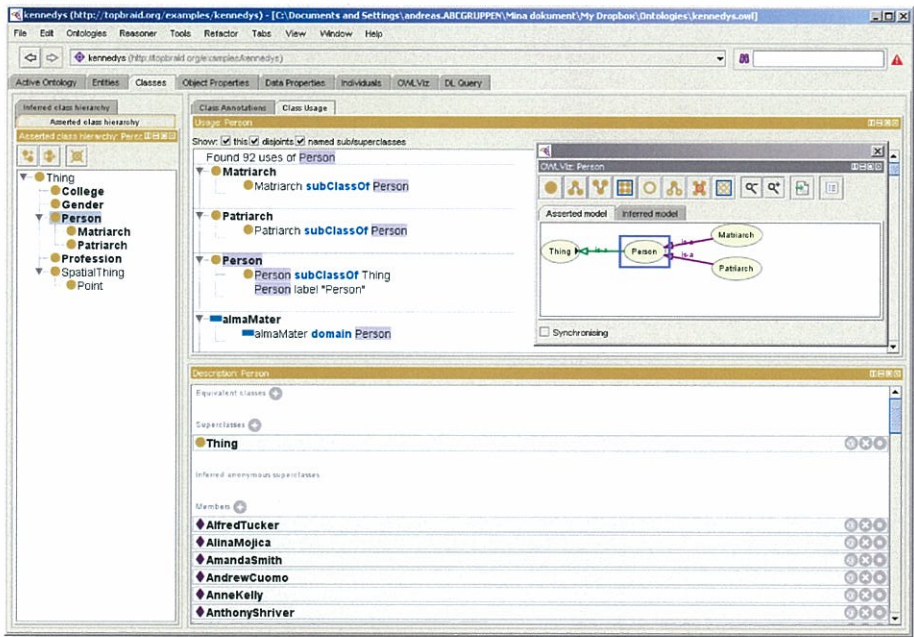 kennedys (http://topbraid.org/examples/kennedys) - [C:\Documents and Settings\andreas.ABCGRUPPEN\Mina dokument\My Dropbox\Ontologies\kennedys.owl]
File Edit Ontologies Reasoner Tools Refactor Tabs View Window Help
kennedys (http://topbraid.org/examples/kennedys)
Active Ontology Entities Classes Object Properties Data Properties Individuals OWLViz DL Query
Inferred class hierarchy
Asserted class hierarchy
Asserted class hierarchy: Perso
Thing
College
Gender
Person
Matriarch
Patriarch
Profession
SpatialThing
Point
Class Annotations Class Usage
Usage: Person
Show: this disjoints named sub/superclasses
Found 92 uses of Person
Matriarch
Matriarch subClassOf Person
Patriarch
Patriarch subClassOf Person
Person
Person subClassOf Thing
Person label "Person"
almaMater
almaMater domain Person
OWLViz: Person
Asserted model Inferred model
Thing is-a Person is-a Matriarch
is-a Patriarch
Synchronising
Description: Person
Equivalent classes
Superclasses
Thing
Inferred anonymous superclasses
Members
AlfredTucker
AlinaMojica
AmandaSmith
AndrewCuomo
AnneKelly
AnthonyShriver